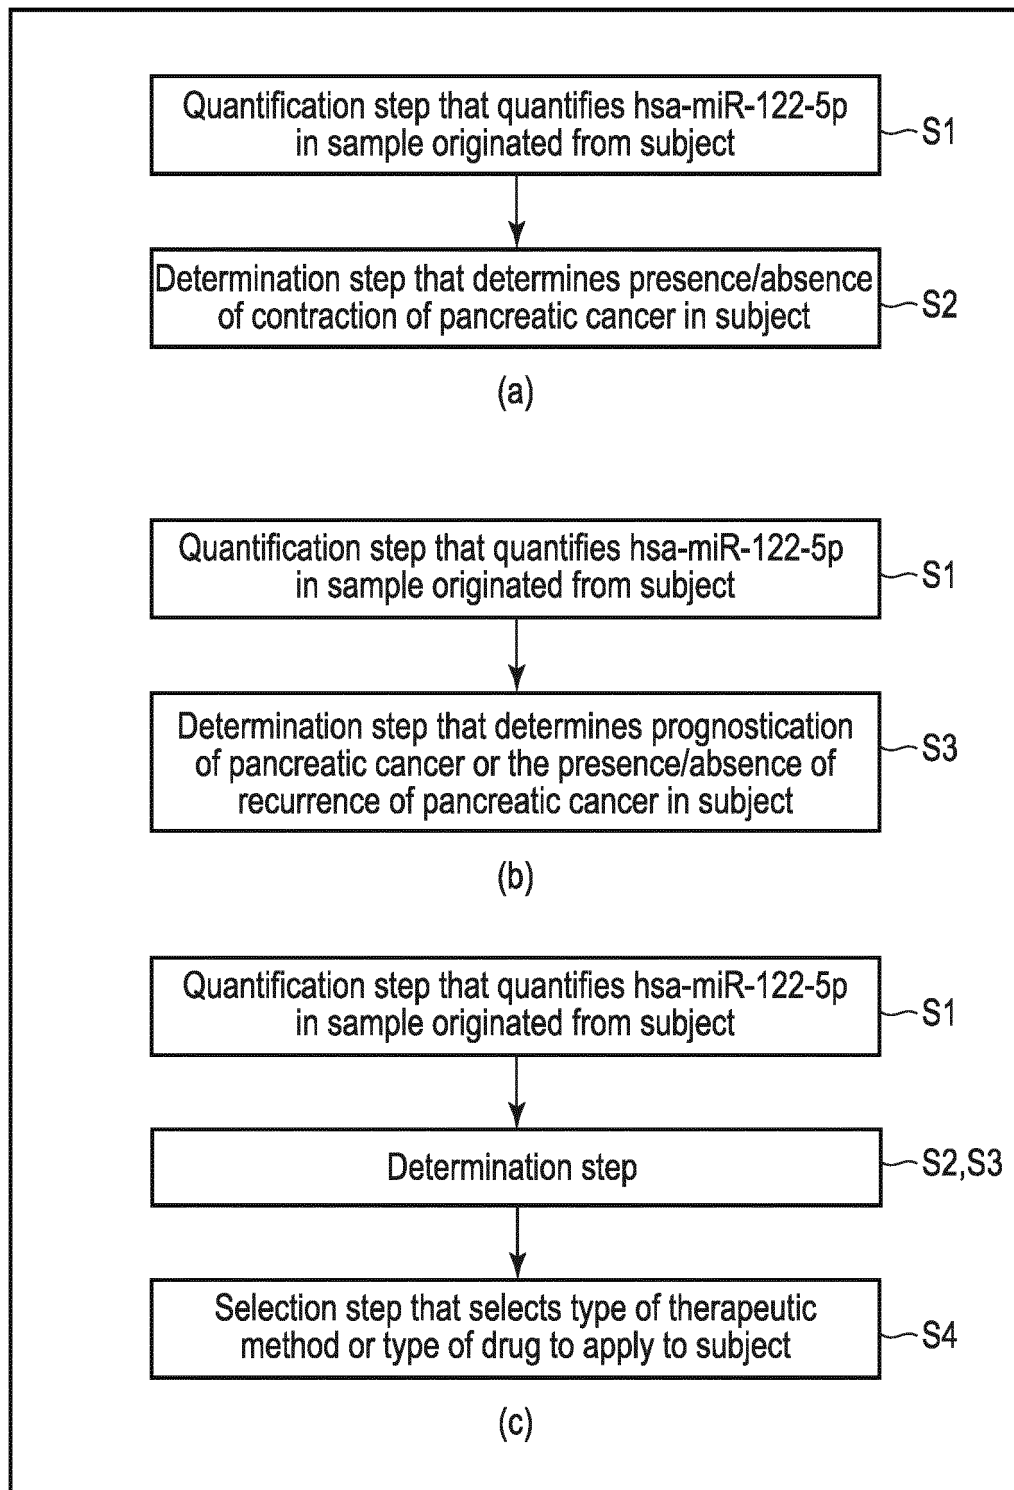 Quantification step that quantifies hsa-miR-122-5p
in sample originated from subject
S1
Determination step that determines presence/absence
of contraction of pancreatic cancer in subject
S2
(a)
Quantification step that quantifies hsa-miR-122-5p
in sample originated from subject
S1
Determination step that determines prognostication
of pancreatic cancer or the presence/absence of
recurrence of pancreatic cancer in subject
S3
(b)
Quantification step that quantifies hsa-miR-122-5p
in sample originated from subject
S1
Determination step
S2,S3
Selection step that selects type of therapeutic
method or type of drug to apply to subject
S4
(c)